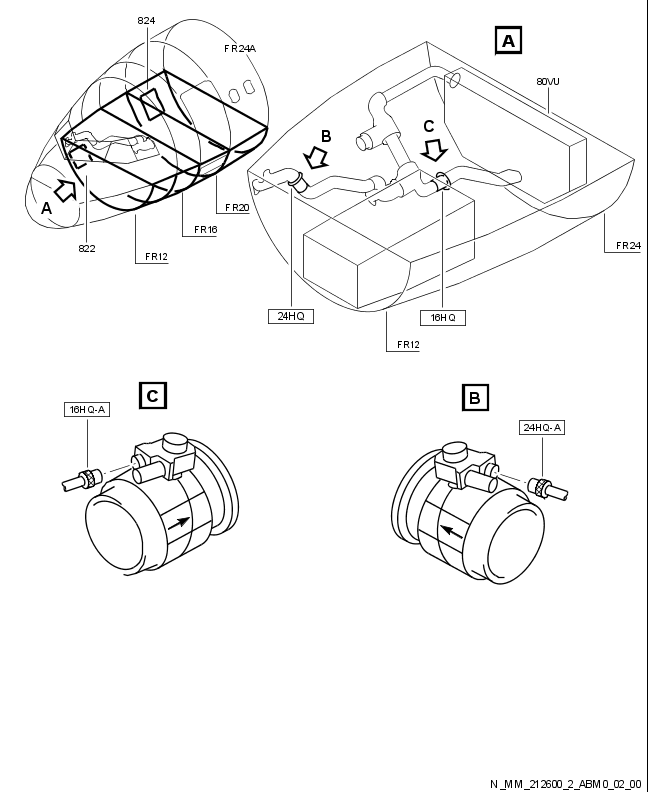 824
FR24A
A
80VU
B
C
A
FR20
FR16
822
FR12
FR24
24HQ
16HQ
FR12
C
B
16HQ-A
24HQ-A
N_MM_212600_2_ABM0_02_00